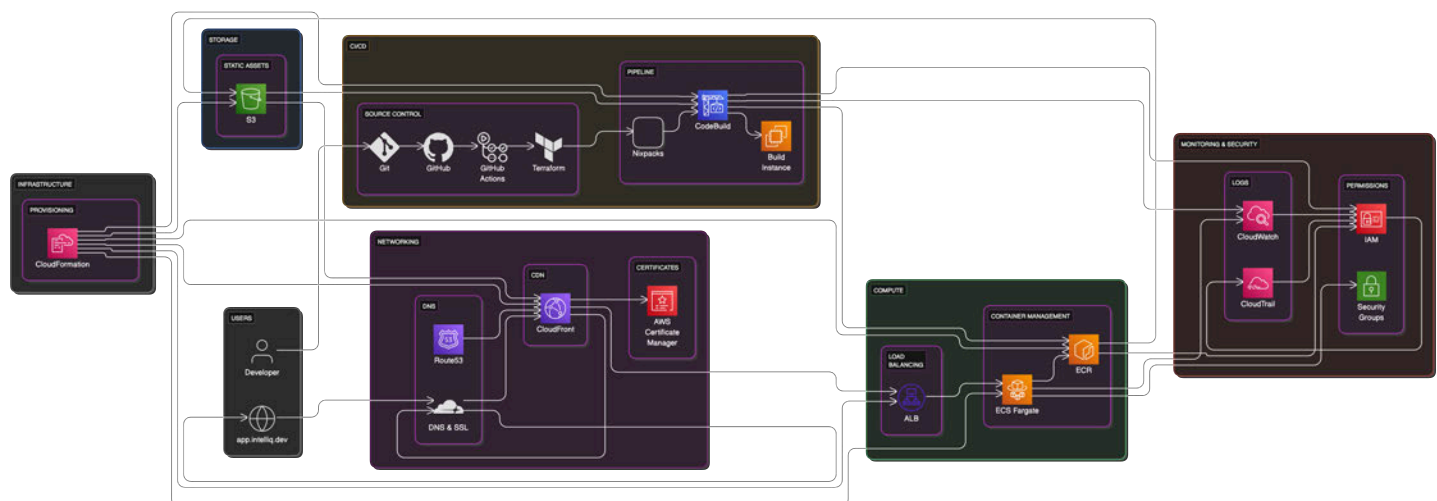 STORAGE
STATIC ASSETS
S3
CI/CD
PIPELINE
SOURCE CONTROL
CodeBuild
Git
GitHub
GitHub
Actions
Terraform
Nixpacks
Build
Instance
MONITORING & SECURITY
LOGS
PERMISSIONS
CloudWatch
IAM
CloudTrail
Security
Groups
INFRASTRUCTURE
PROVISIONING
CloudFormation
NETWORKING
CDN
CERTIFICATES
CloudFront
AWS
Certificate
Manager
DNS
53
Route53
DNS & SSL
USERS
Developer
app.intelliq.dev
COMPUTE
CONTAINER MANAGEMENT
ECR
LOAD
BALANCING
ALB
ECS Fargate